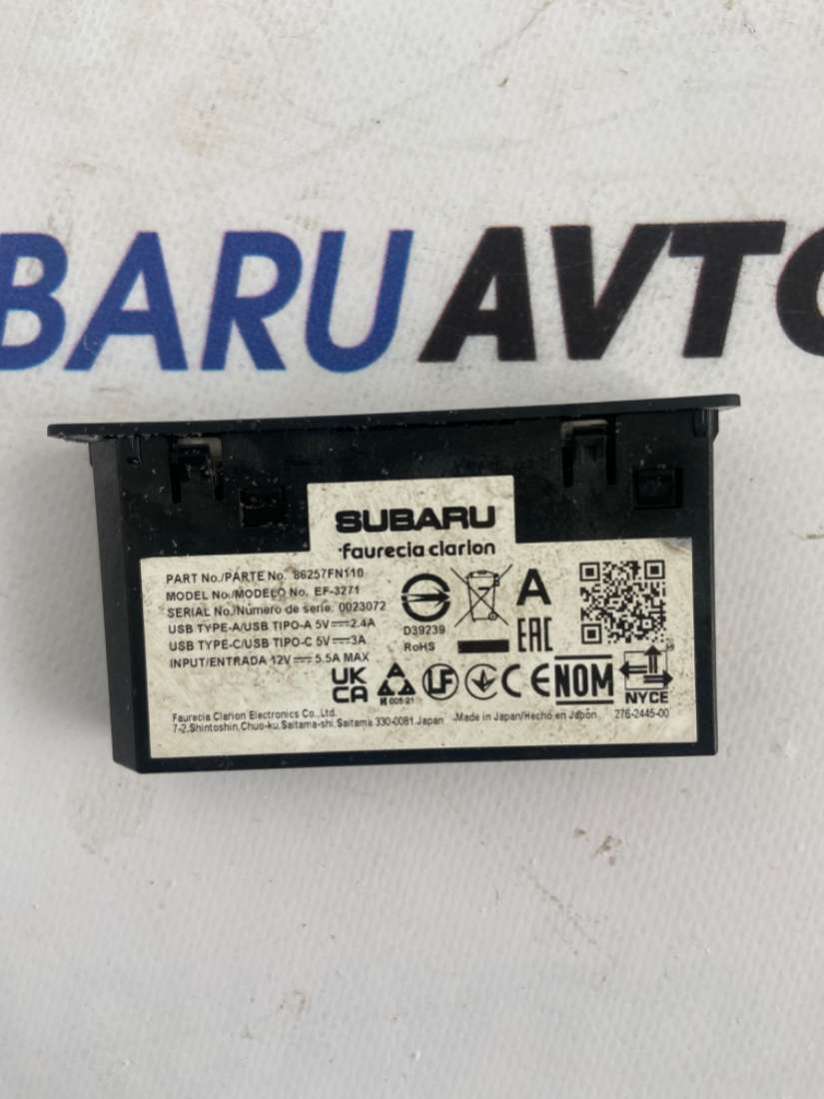 BARU AVTO
SUBARU
faurecia clarion
PART No./PARTE No. 86257FN110
MODEL No./MODELO No. EF-3271
SERIAL No./Número de serie. 0023072
USB TYPE-A/USB TIPO-A 5V⎓2.4A
USB TYPE-C/USB TIPO-C 5V⎓3A
INPUT/ENTRADA 12V⎓5.5A MAX
D39239
RoHS
A
EAC
UK
CA
LF
CE
NOM
NYCE
Faurecia Clarion Electronics Co.,Ltd.
7-2,Shintoshin,Chuo-ku,Saitama-shi,Saitama 330-0081,Japan
Made in Japan/Hecho en Japón
276-2445-00